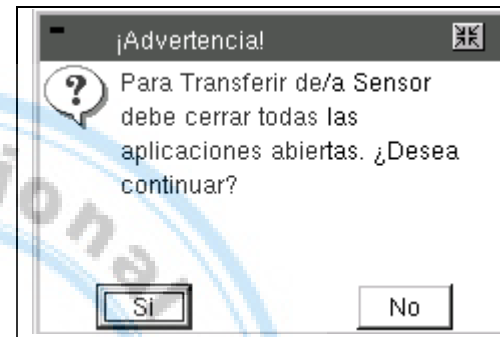 ¡Advertencia!
Para Transferir de/a Sensor
debe cerrar todas las
aplicaciones abiertas. ¿Desea
continuar?
Si
No